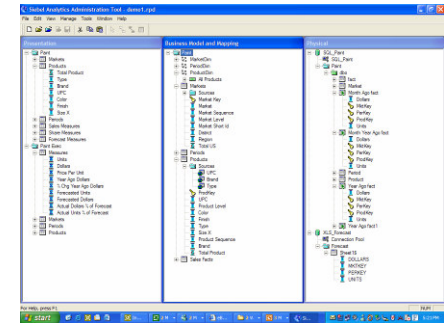 Siebel Analytics Administration Tool - demo1.rpd
File Edit View Manage Tools Window Help
Presentation
Paint
Markets
Products
Total Product
Type
Brand
UPC
Color
Finish
Size X
Periods
Sales Measures
Share Measures
Forecast Measures
Paint Exec
Measures
Units
Dollars
Price Per Unit
Year Ago Dollars
% Chg Year Ago Dollars
Forecasted Units
Forecasted Dollars
Actual Dollars % of Forecast
Actual Units % of Forecast
Markets
Periods
Products
Business Model and Mapping
Paint
MarketDim
PeriodDim
ProductDim
All Products
Markets
Sources
Market Key
Market
Market Sequence
Market Level
Market Short Id
District
Region
Total US
Periods
Products
Sources
UPC
Brand
Type
ProdKey
UPC
Product Level
Color
Finish
Type
Size X
Product Sequence
Brand
Total Product
Sales Facts
Physical
SQL_Paint
SQL_Paint
Paint
dbo
fact
Market
Month Ago fact
Dollars
MktKey
PerKey
ProdKey
Units
Month Year Ago fact
Dollars
MktKey
PerKey
ProdKey
Units
Period
Product
Year Ago fact
Dollars
MktKey
PerKey
ProdKey
Units
Year Ago fact1
XLS_Forecast
Connection Pool
Forecast
DOLLARS
MKTKEY
PERKEY
UNITS
For Help, press F1
NUM
start